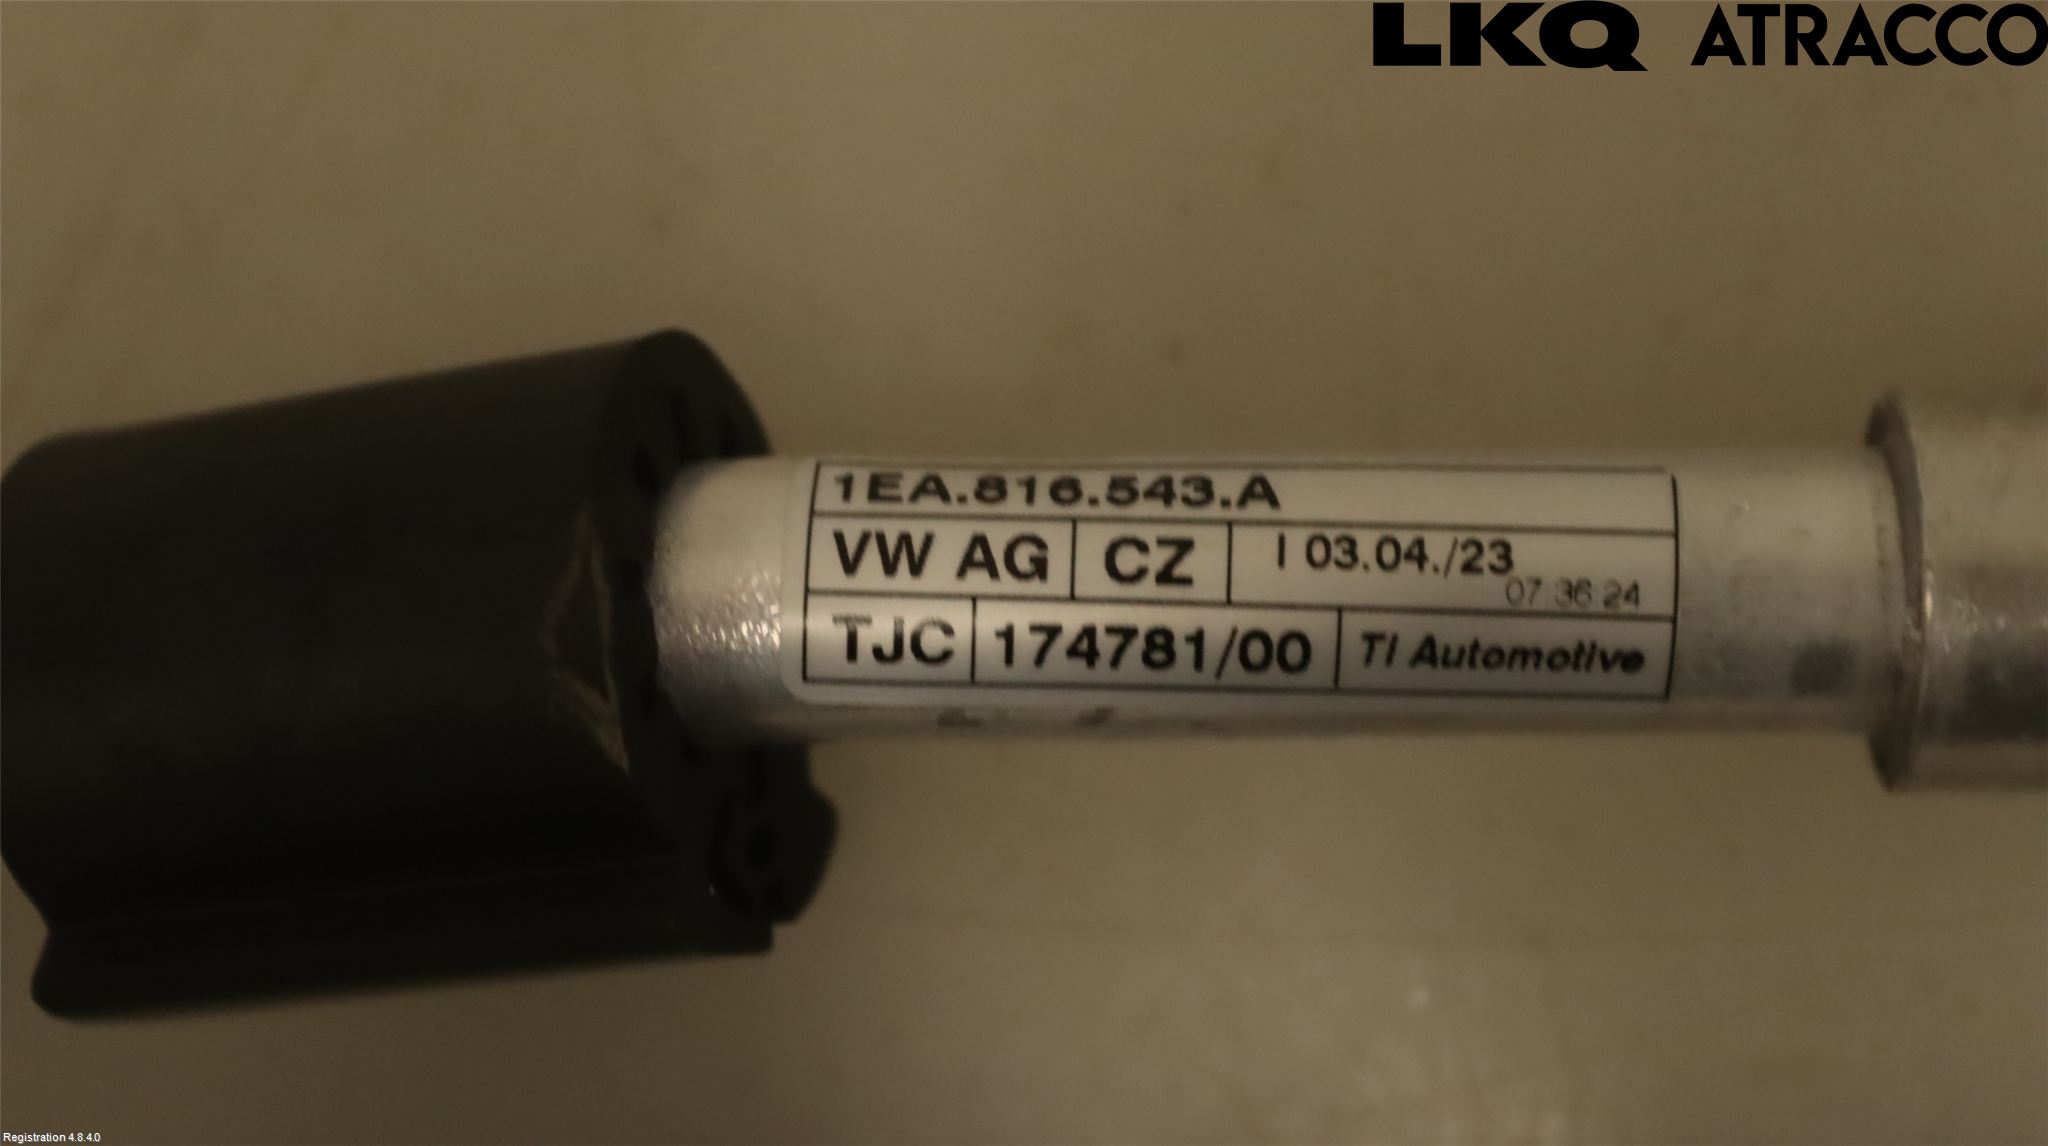 LKQ ATRACCO
1EA.816.543.A
VW AG CZ I 03.04./23
07:36:24
TJC 174781/00 TI Automotive
Registration 4.8.4.0